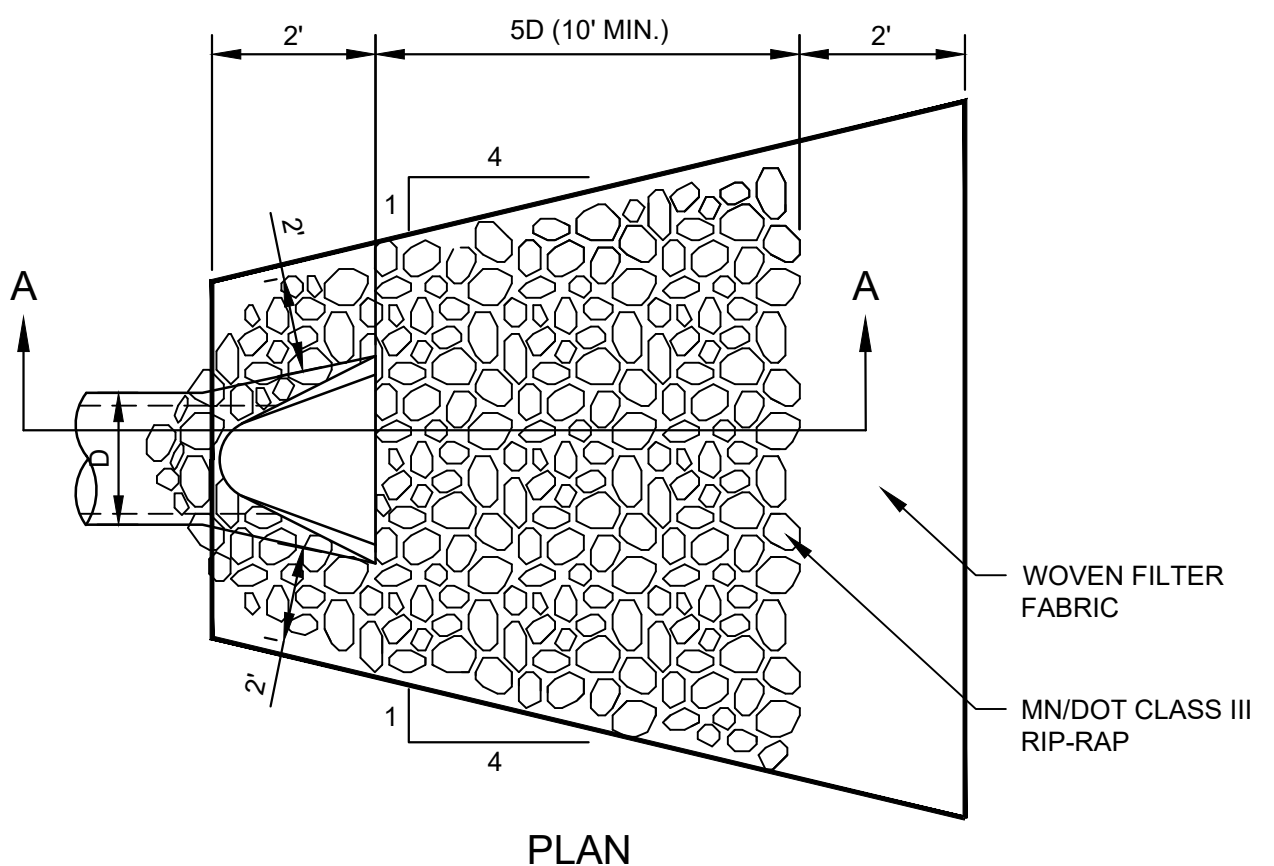 2'
5D (10' MIN.)
2'
4
1
2'
A
A
D
WOVEN FILTER
FABRIC
2'
1
4
MN/DOT CLASS III
RIP-RAP
PLAN